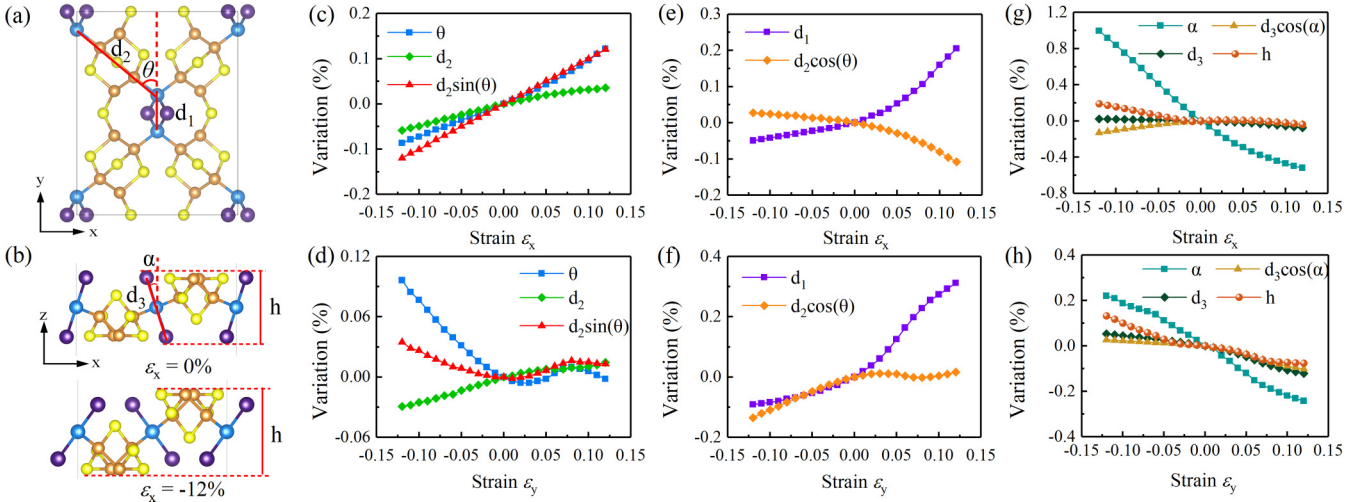 (a)
d₂
θ
d₁
y
x
(b)
α
d₃
h
z
x
εₓ = 0%
h
εₓ = -12%
(c)
0.2
0.1
0.0
-0.1
-0.2
Variation (%)
θ
d₂
d₂sin(θ)
-0.15 -0.10 -0.05 0.00 0.05 0.10 0.15
Strain εₓ
(d)
0.12
0.06
0.00
-0.06
Variation (%)
θ
d₂
d₂sin(θ)
-0.15 -0.10 -0.05 0.00 0.05 0.10 0.15
Strain ε_y
(e)
0.3
0.2
0.1
0.0
-0.1
-0.2
Variation (%)
d₁
d₂cos(θ)
-0.15 -0.10 -0.05 0.00 0.05 0.10 0.15
Strain εₓ
(f)
0.4
0.2
0.0
-0.2
Variation (%)
d₁
d₂cos(θ)
-0.15 -0.10 -0.05 0.00 0.05 0.10 0.15
Strain ε_y
(g)
1.2
0.8
0.4
0.0
-0.4
-0.8
Variation (%)
α d₃cos(α)
d₃ h
-0.15 -0.10 -0.05 0.00 0.05 0.10 0.15
Strain εₓ
(h)
0.4
0.2
0.0
-0.2
-0.4
Variation (%)
α d₃cos(α)
d₃ h
-0.15 -0.10 -0.05 0.00 0.05 0.10 0.15
Strain ε_y